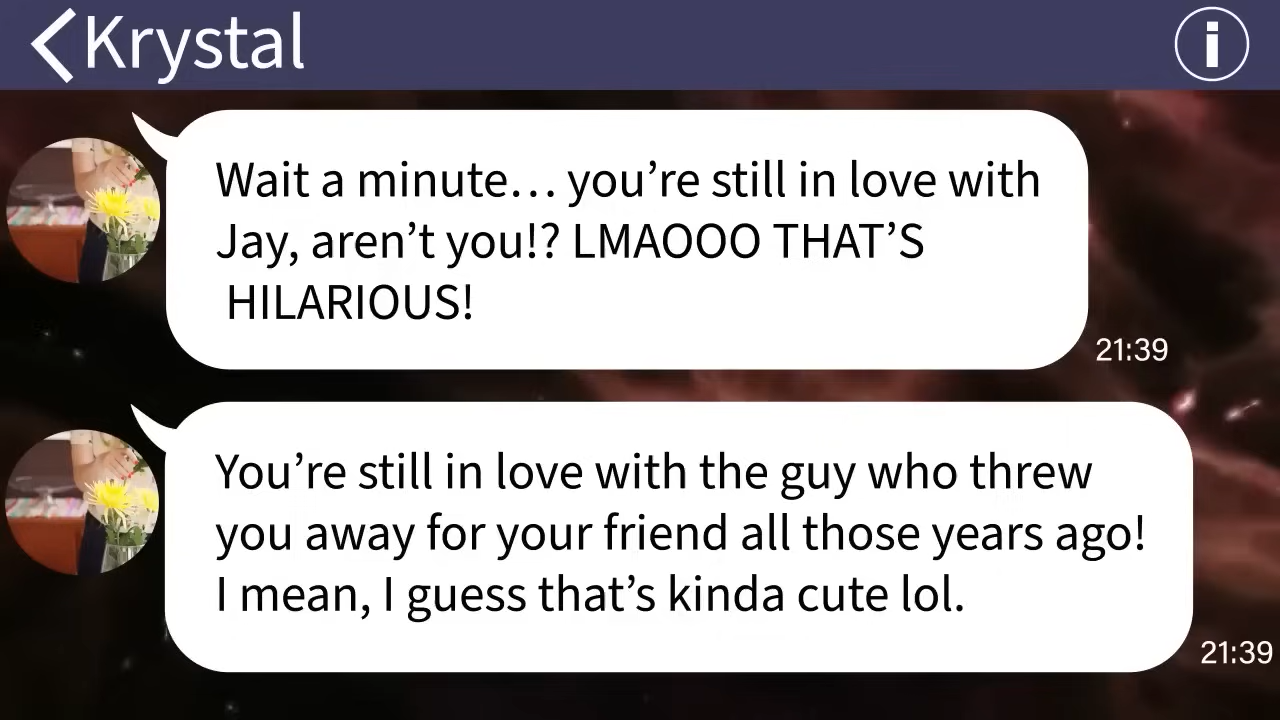 Krystal
Wait a minute… you’re still in love with
Jay, aren’t you!? LMAOOO THAT’S
HILARIOUS!
21:39
You’re still in love with the guy who threw
you away for your friend all those years ago!
I mean, I guess that’s kinda cute lol.
21:39